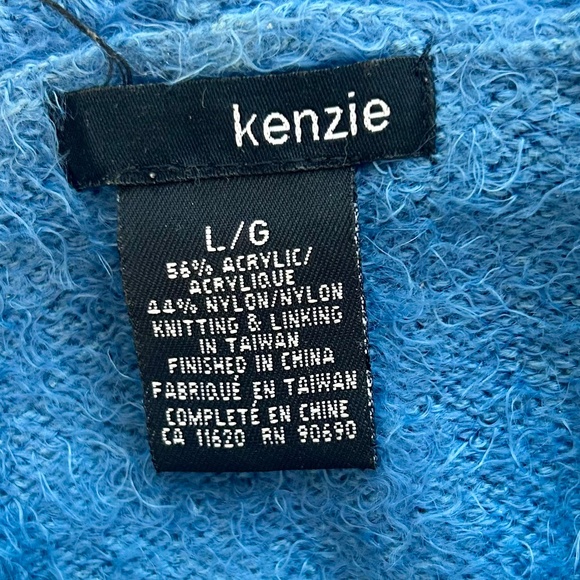 kenzie
L/G
56% ACRYLIC/
ACRYLIQUE
44% NYLON/NYLON
KNITTING & LINKING
IN TAIWAN
FINISHED IN CHINA
FABRIQUÉ EN TAIWAN
COMPLETÉ EN CHINE
CA 11620 RN 90690